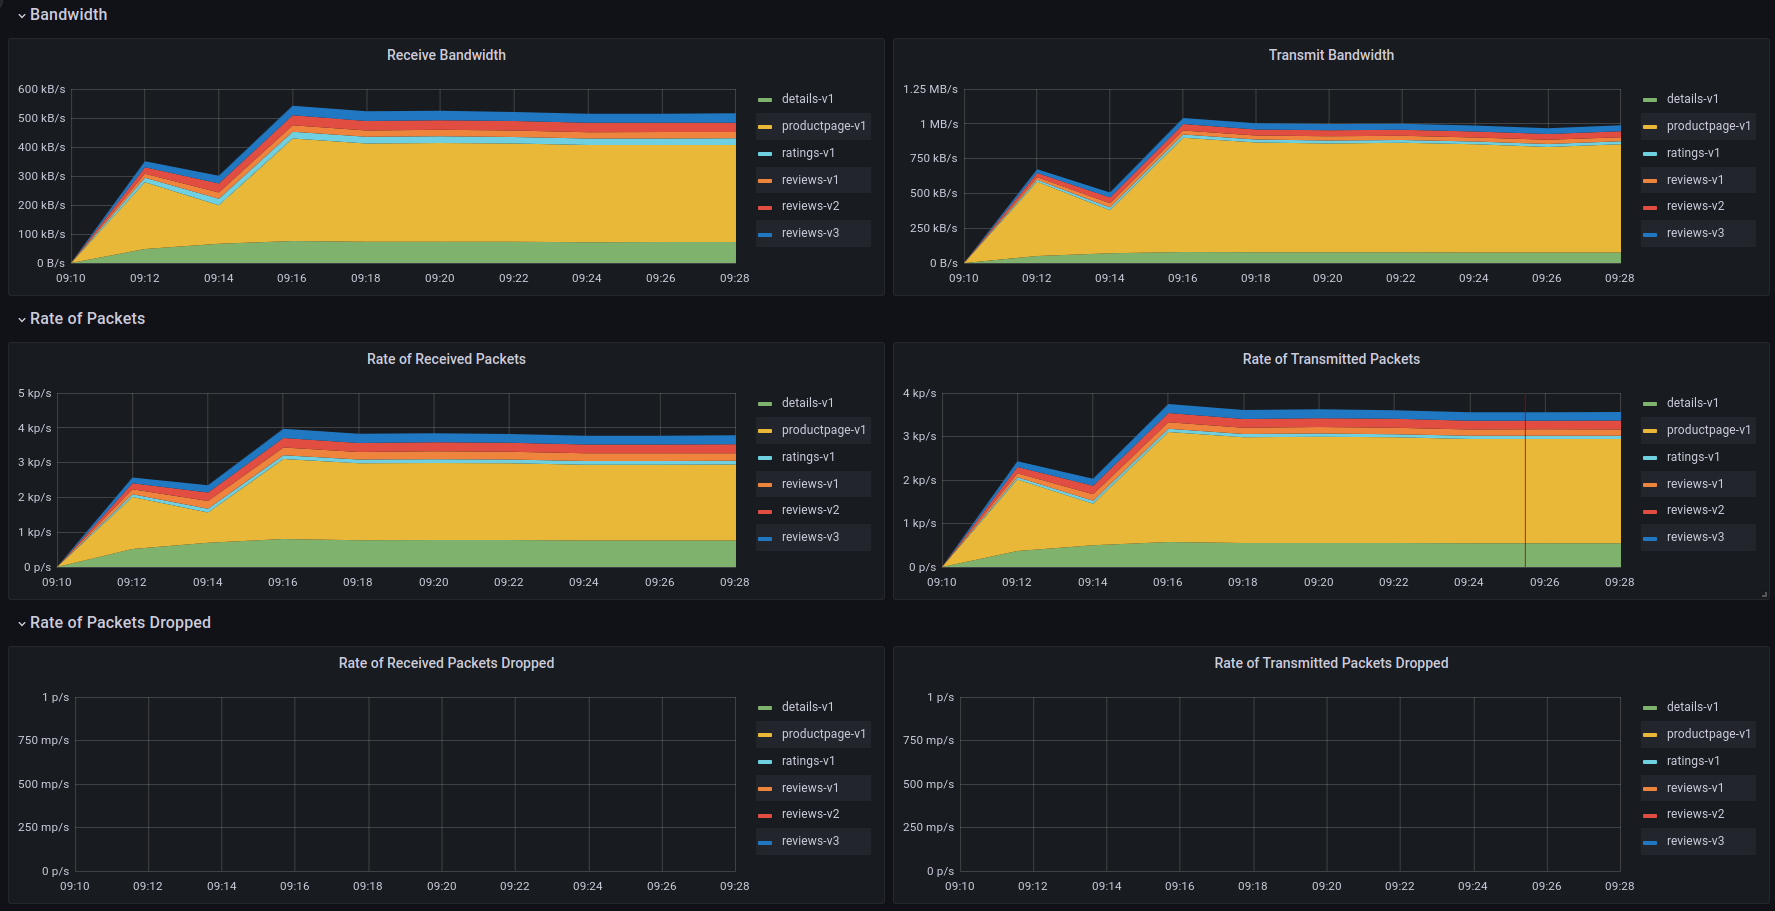 Bandwidth
Receive Bandwidth
600 kB/s
500 kB/s
400 kB/s
300 kB/s
200 kB/s
100 kB/s
0 B/s
09:10 09:12 09:14 09:16 09:18 09:20 09:22 09:24 09:26 09:28
details-v1
productpage-v1
ratings-v1
reviews-v1
reviews-v2
reviews-v3
Transmit Bandwidth
1.25 MB/s
1 MB/s
750 kB/s
500 kB/s
250 kB/s
0 B/s
09:10 09:12 09:14 09:16 09:18 09:20 09:22 09:24 09:26 09:28
details-v1
productpage-v1
ratings-v1
reviews-v1
reviews-v2
reviews-v3
Rate of Packets
Rate of Received Packets
5 kp/s
4 kp/s
3 kp/s
2 kp/s
1 kp/s
0 p/s
09:10 09:12 09:14 09:16 09:18 09:20 09:22 09:24 09:26 09:28
details-v1
productpage-v1
ratings-v1
reviews-v1
reviews-v2
reviews-v3
Rate of Transmitted Packets
4 kp/s
3 kp/s
2 kp/s
1 kp/s
0 p/s
09:10 09:12 09:14 09:16 09:18 09:20 09:22 09:24 09:26 09:28
details-v1
productpage-v1
ratings-v1
reviews-v1
reviews-v2
reviews-v3
Rate of Packets Dropped
Rate of Received Packets Dropped
1 p/s
750 mp/s
500 mp/s
250 mp/s
0 p/s
09:10 09:12 09:14 09:16 09:18 09:20 09:22 09:24 09:26 09:28
details-v1
productpage-v1
ratings-v1
reviews-v1
reviews-v2
reviews-v3
Rate of Transmitted Packets Dropped
1 p/s
750 mp/s
500 mp/s
250 mp/s
0 p/s
09:10 09:12 09:14 09:16 09:18 09:20 09:22 09:24 09:26 09:28
details-v1
productpage-v1
ratings-v1
reviews-v1
reviews-v2
reviews-v3